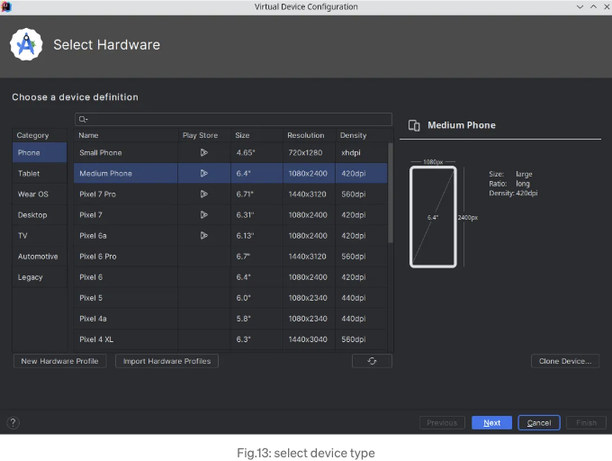 Virtual Device Configuration
Select Hardware
Choose a device definition
Category
Phone
Tablet
Wear OS
Desktop
TV
Automotive
Legacy
Name Play Store Size Resolution Density
Small Phone 4.65" 720x1280 xhdpi
Medium Phone 6.4" 1080x2400 420dpi
Pixel 7 Pro 6.71" 1440x3120 560dpi
Pixel 7 6.31" 1080x2400 420dpi
Pixel 6a 6.13" 1080x2400 420dpi
Pixel 6 Pro 6.7" 1440x3120 560dpi
Pixel 6 6.4" 1080x2400 420dpi
Pixel 5 6.0" 1080x2340 440dpi
Pixel 4a 5.8" 1080x2340 440dpi
Pixel 4 XL 6.3" 1440x3040 560dpi
New Hardware Profile Import Hardware Profiles
Medium Phone
1080px
6.4"
2400px
Size: large
Ratio: long
Density: 420dpi
Clone Device...
? Previous Next Cancel Finish
Fig.13: select device type